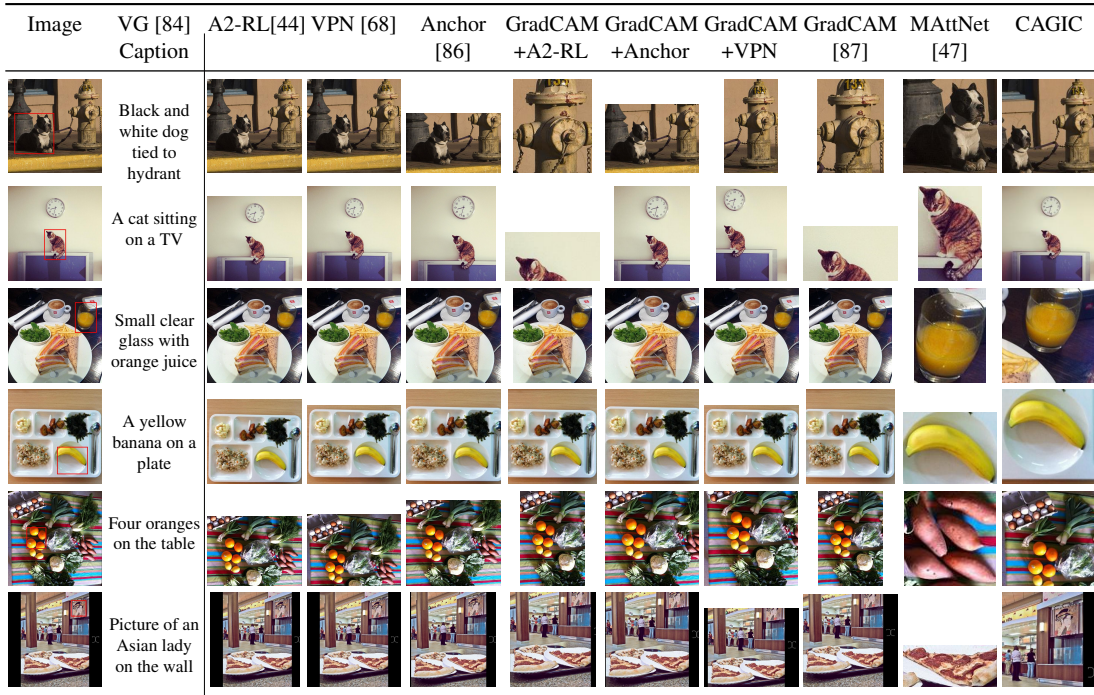 Image VG [84] A2-RL[44] VPN [68] Anchor GradCAM GradCAM GradCAM GradCAM MAttNet CAGIC
Caption [86] +A2-RL +Anchor +VPN [87] [47]
Black and
white dog
tied to
hydrant
A cat sitting
on a TV
Small clear
glass with
orange juice
A yellow
banana on a
plate
Four oranges
on the table
Picture of an
Asian lady
on the wall